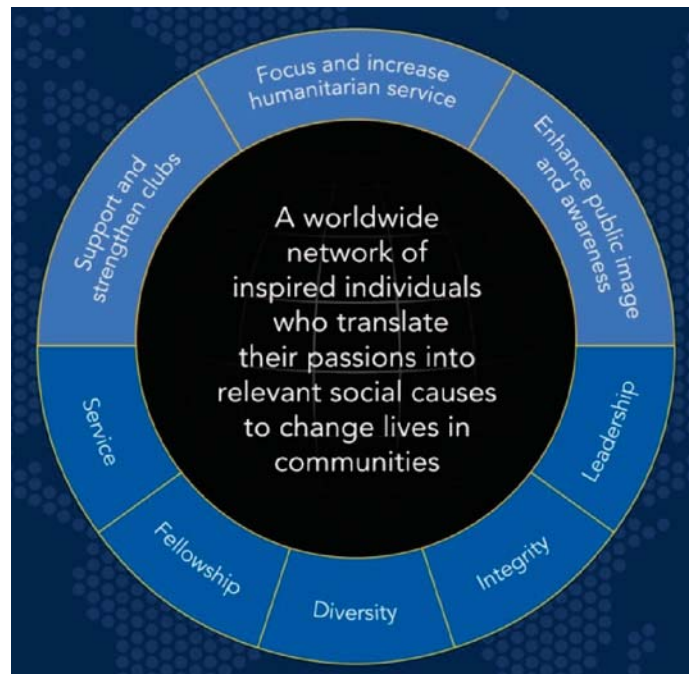 Focus and increase
humanitarian service
Support and
strengthen clubs
Enhance public image
and awareness
A worldwide
network of
inspired individuals
who translate
their passions into
relevant social causes
to change lives in
communities
Service
Fellowship
Diversity
Integrity
Leadership